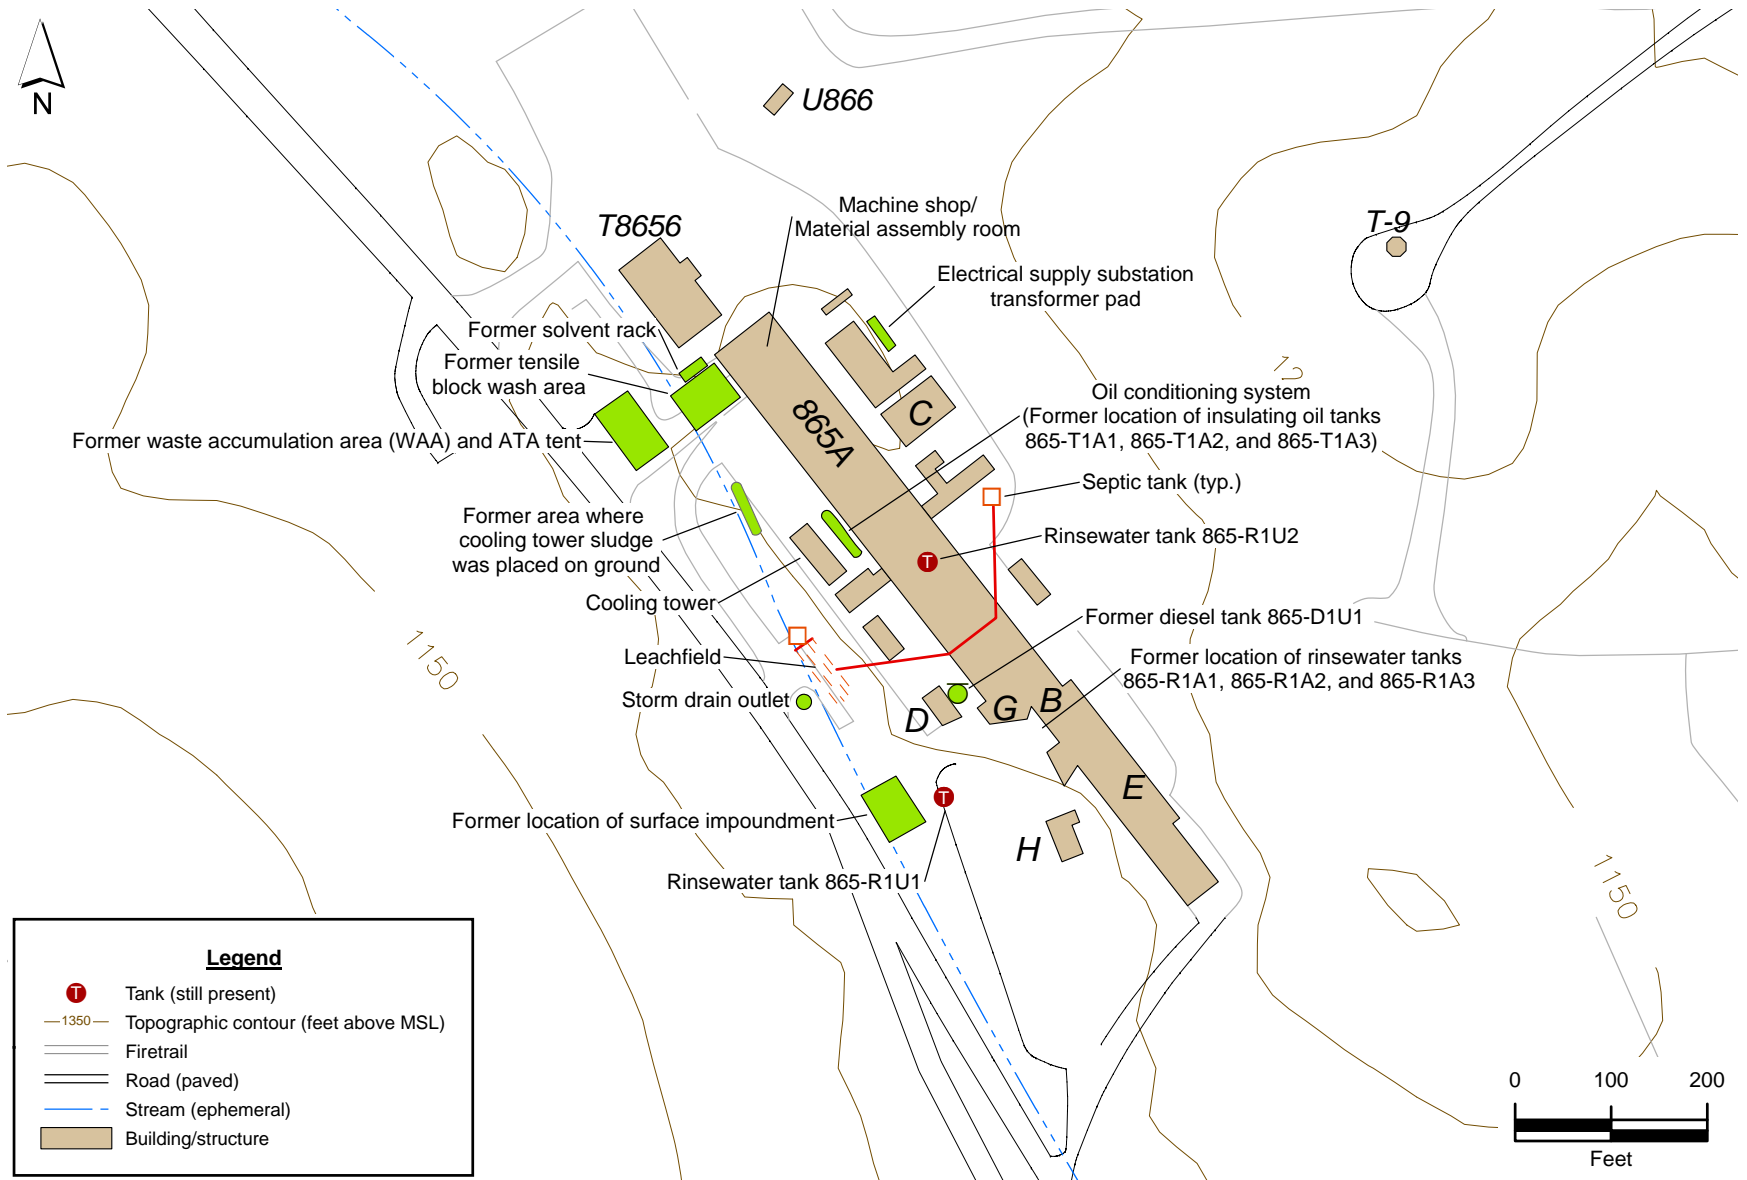 N
U866
T8656
T-9
Machine shop/
Material assembly room
Electrical supply substation
transformer pad
Former solvent rack
Former tensile
block wash area
12
Oil conditioning system
(Former location of insulating oil tanks
865-T1A1, 865-T1A2, and 865-T1A3)
C
865A
Former waste accumulation area (WAA) and ATA tent
Septic tank (typ.)
Former area where
cooling tower sludge
was placed on ground
Rinsewater tank 865-R1U2
T
Cooling tower
Former diesel tank 865-D1U1
1150
Leachfield
Former location of rinsewater tanks
865-R1A1, 865-R1A2, and 865-R1A3
Storm drain outlet
D
G
B
E
T
Former location of surface impoundment
H
Rinsewater tank 865-R1U1
1150
Legend
T Tank (still present)
1350 Topographic contour (feet above MSL)
Firetrail
Road (paved)
Stream (ephemeral)
Building/structure
0 100 200
Feet